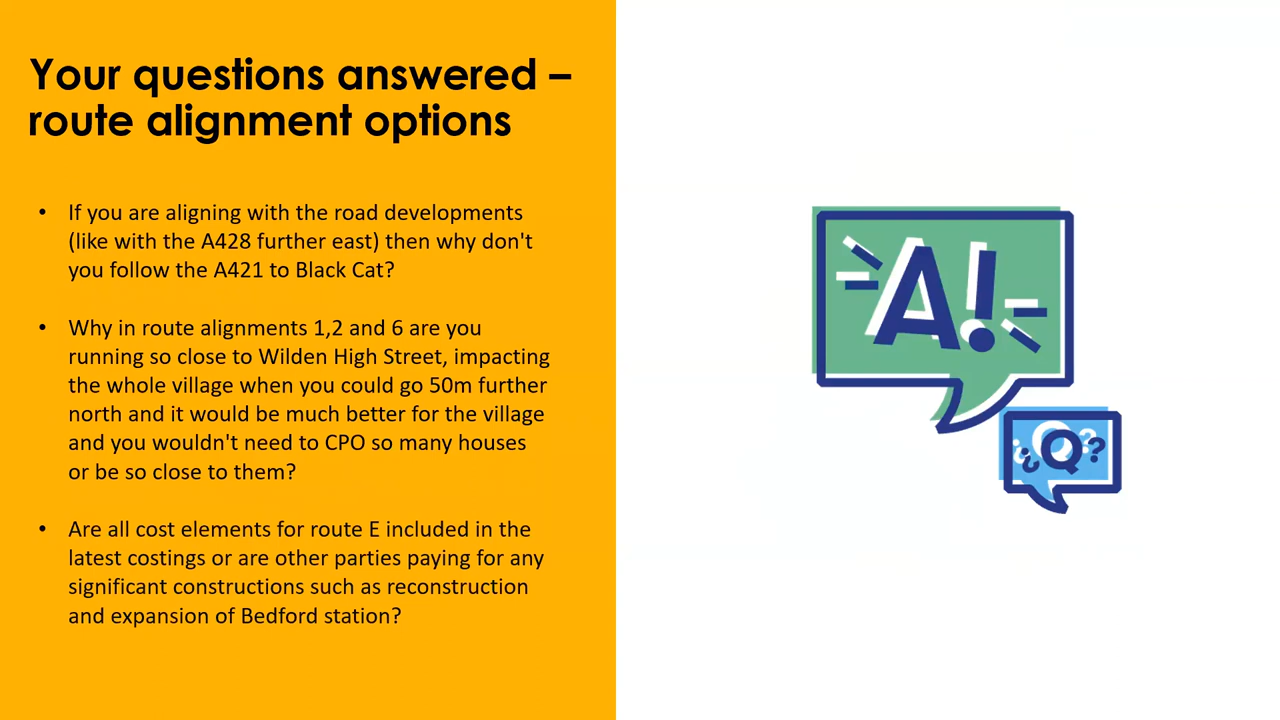 Your questions answered –
route alignment options
• If you are aligning with the road developments
(like with the A428 further east) then why don't
you follow the A421 to Black Cat?
• Why in route alignments 1,2 and 6 are you
running so close to Wilden High Street, impacting
the whole village when you could go 50m further
north and it would be much better for the village
and you wouldn't need to CPO so many houses
or be so close to them?
• Are all cost elements for route E included in the
latest costings or are other parties paying for any
significant constructions such as reconstruction
and expansion of Bedford station?
A!
¿¿Q??